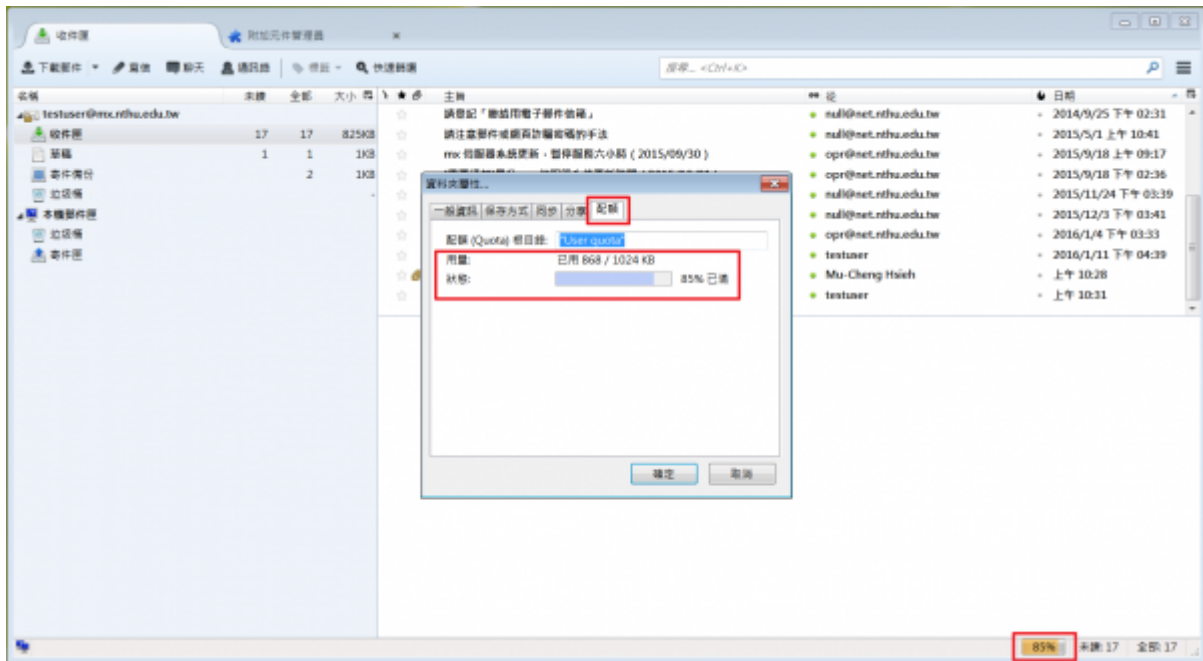 收件匣
附加元件管理員
下載郵件
寫信
聊天
通訊錄
標籤
快速篩選
搜尋... <Ctrl+K>
名稱
未讀
全部
大小
主旨
從
日期
testuser@mx.nthu.edu.tw
收件匣 17 17 825KB
草稿 1 1 1KB
寄件備份 2 1KB
垃圾桶 -
本機郵件匣
垃圾桶
寄件匣
請登記「聯絡用電子郵件信箱」 null@net.nthu.edu.tw 2014/9/25 下午 02:31
請注意郵件或網頁詐騙密碼的手法 null@net.nthu.edu.tw 2015/5/1 上午 10:41
mx 伺服器系統更新，暫停服務六小時 ( 2015/09/30 ) opr@net.nthu.edu.tw 2015/9/18 上午 09:17
opr@net.nthu.edu.tw 2015/9/18 下午 02:36
null@net.nthu.edu.tw 2015/11/24 下午 03:39
null@net.nthu.edu.tw 2015/12/3 下午 03:41
opr@net.nthu.edu.tw 2016/1/4 下午 03:33
testuser 2016/1/11 下午 04:39
Mu-Cheng Hsieh 上午 10:28
testuser 上午 10:31
資料夾屬性...
一般資訊 保存方式 同步 分享 配額
配額 (Quota) 根目錄: "User quota"
用量: 已用 868 / 1024 KB
狀態: 85% 已滿
確定 取消
85% 未讀: 17 全部: 17